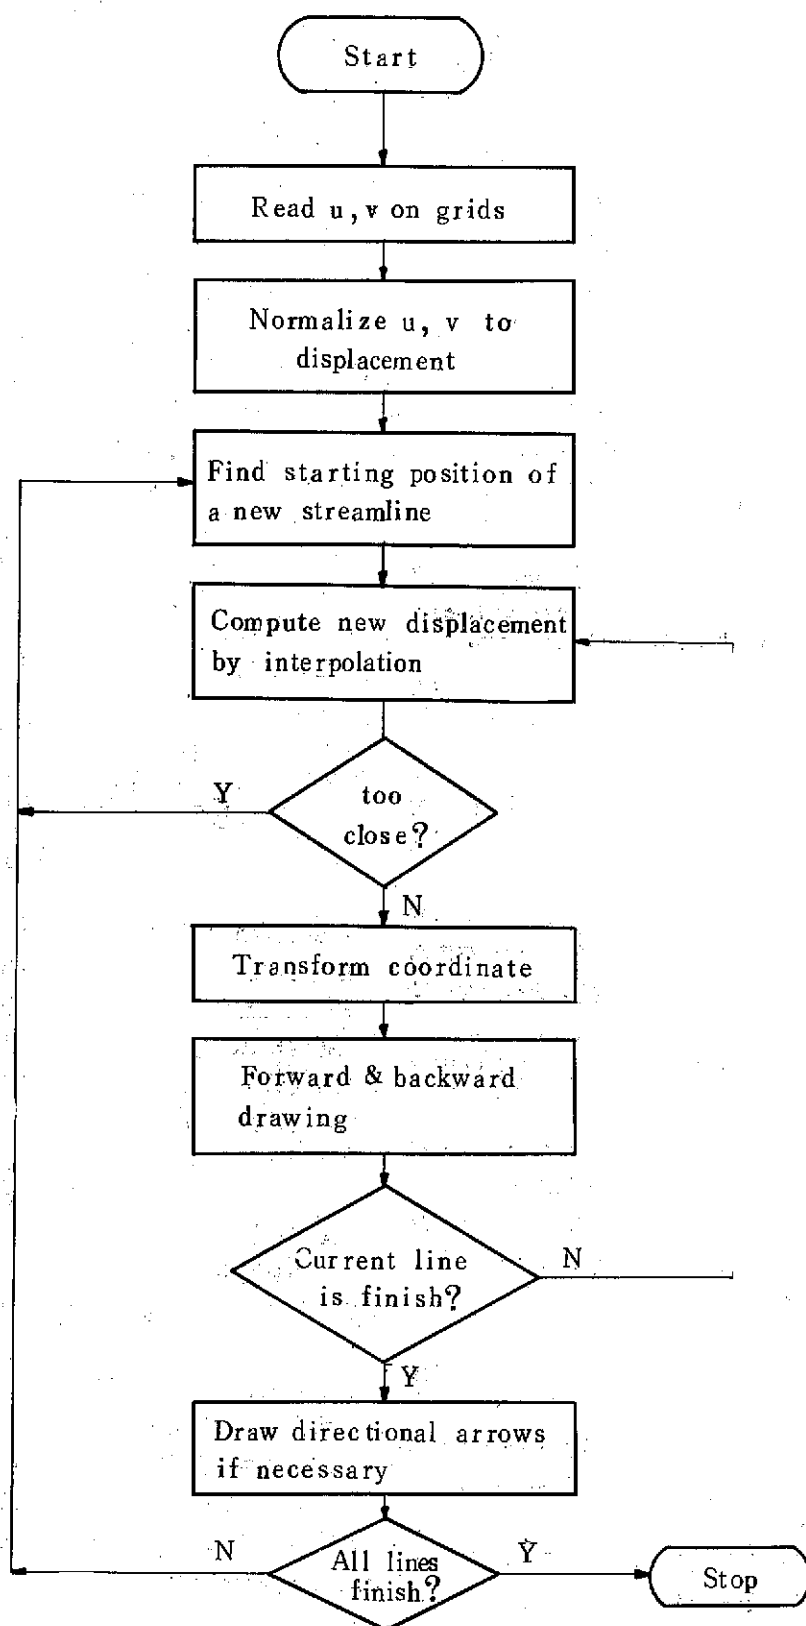 Start
Read u, v on grids
Normalize u, v to
displacement
Find starting position of
a new streamline
Compute new displacement
by interpolation
Y
too
close?
N
Transform coordinate
Forward & backward
drawing
Current line
is finish?
N
Y
Draw directional arrows
if necessary
N
All lines
finish?
Y
Stop